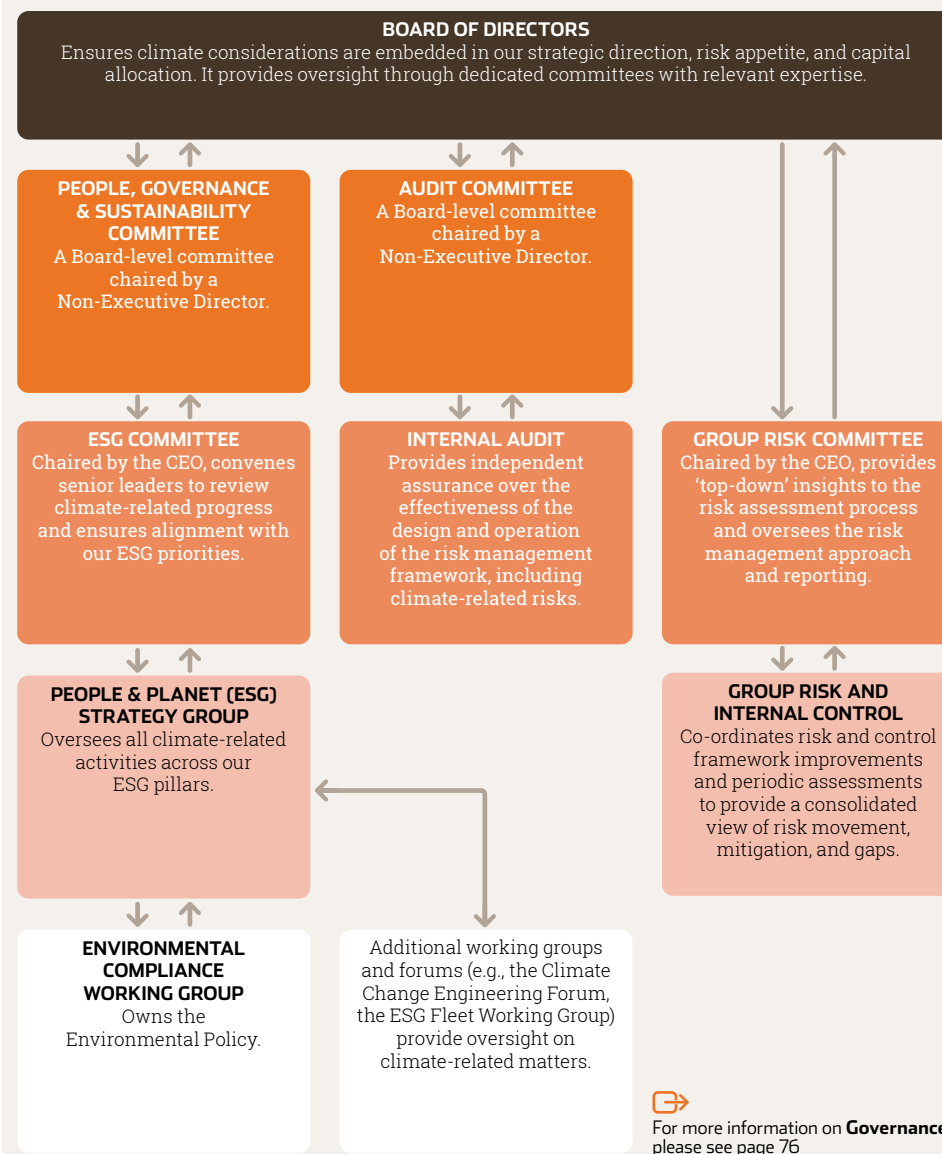 BOARD OF DIRECTORS
Ensures climate considerations are embedded in our strategic direction, risk appetite, and capital
allocation. It provides oversight through dedicated committees with relevant expertise.
PEOPLE, GOVERNANCE
& SUSTAINABILITY
COMMITTEE
A Board-level committee
chaired by a
Non-Executive Director.
AUDIT COMMITTEE
A Board-level committee
chaired by a
Non-Executive Director.
ESG COMMITTEE
Chaired by the CEO, convenes
senior leaders to review
climate-related progress
and ensures alignment with
our ESG priorities.
INTERNAL AUDIT
Provides independent
assurance over the
effectiveness of the
design and operation
of the risk management
framework, including
climate-related risks.
GROUP RISK COMMITTEE
Chaired by the CEO, provides
‘top-down’ insights to the
risk assessment process
and oversees the risk
management approach
and reporting.
PEOPLE & PLANET (ESG)
STRATEGY GROUP
Oversees all climate-related
activities across our
ESG pillars.
GROUP RISK AND
INTERNAL CONTROL
Co-ordinates risk and control
framework improvements
and periodic assessments
to provide a consolidated
view of risk movement,
mitigation, and gaps.
ENVIRONMENTAL
COMPLIANCE
WORKING GROUP
Owns the
Environmental Policy.
Additional working groups
and forums (e.g., the Climate
Change Engineering Forum,
the ESG Fleet Working Group)
provide oversight on
climate-related matters.
For more information on Governance
please see page 76